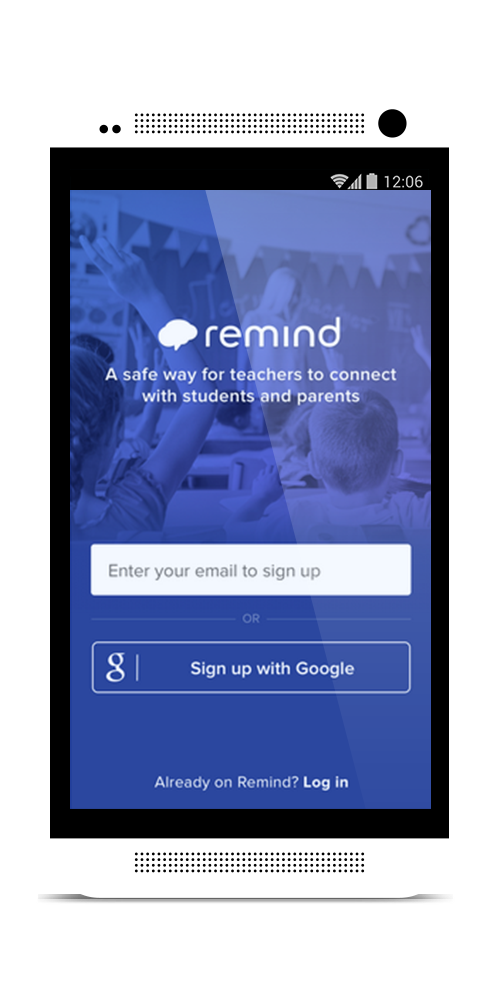 12:06
remind
A safe way for teachers to connect
with students and parents
Enter your email to sign up
OR
g | Sign up with Google
Already on Remind? Log in